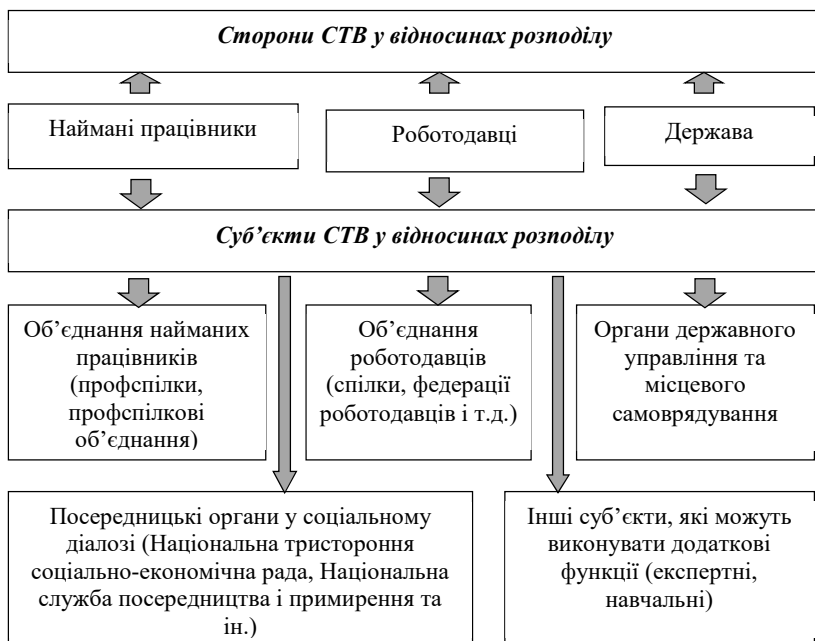 Сторони СТВ у відносинах розподілу
Наймані працівники
Роботодавці
Держава
Суб’єкти СТВ у відносинах розподілу
Об’єднання найманих
працівників
(профспілки,
профспілкові
об’єднання)
Об’єднання
роботодавців
(спілки, федерації
роботодавців і т.д.)
Органи державного
управління та
місцевого
самоврядування
Посередницькі органи у соціальному
діалозі (Національна тристороння
соціально-економічна рада, Національна
служба посередництва і примирення та
ін.)
Інші суб’єкти, які можуть
виконувати додаткові
функції (експертні,
навчальні)